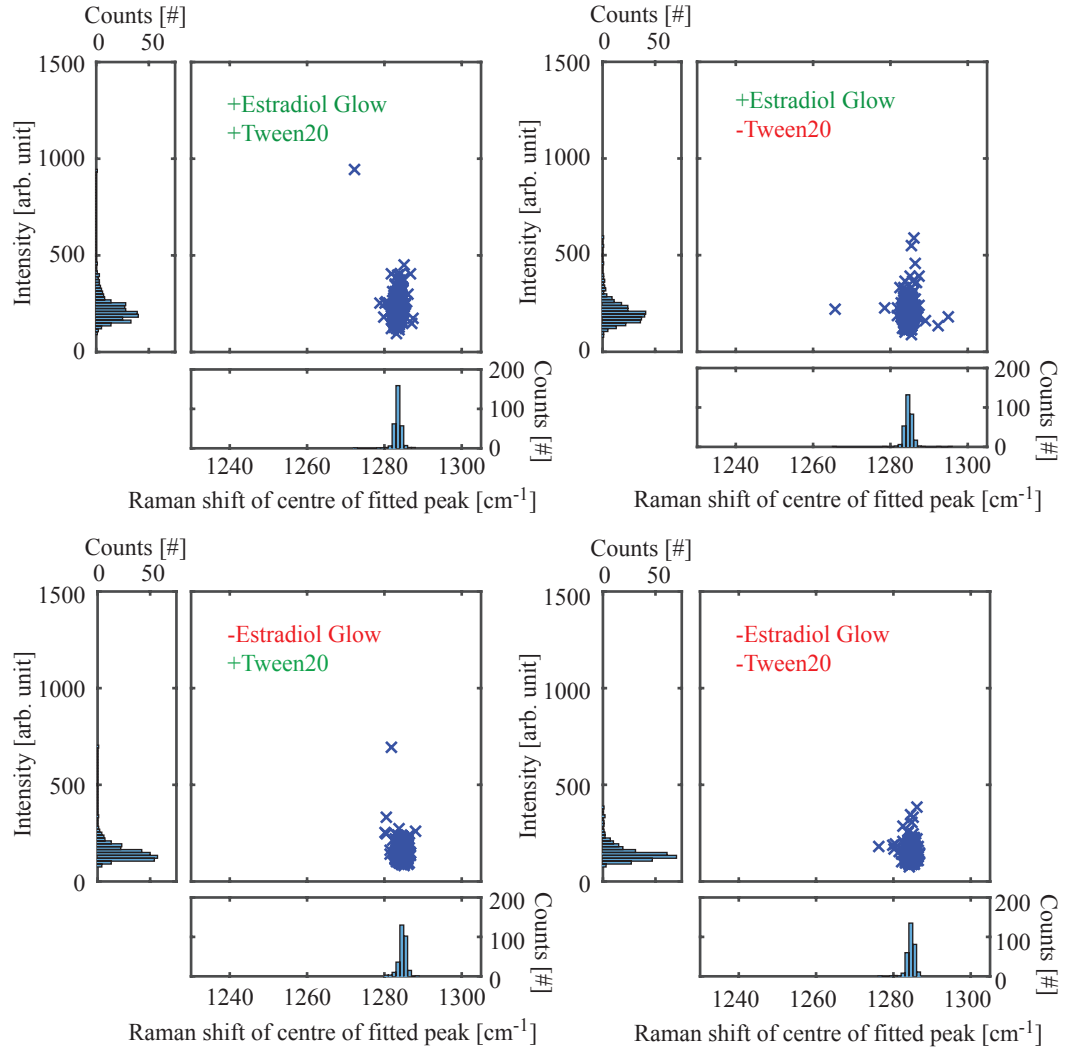 Counts [#]
0 50
1500
1000
500
0
Intensity [arb. unit]
+Estradiol Glow
+Tween20
200
100
0
Counts [#]
1240 1260 1280 1300
Raman shift of centre of fitted peak [cm-1]
Counts [#]
0 50
1500
1000
500
0
Intensity [arb. unit]
+Estradiol Glow
-Tween20
200
100
0
Counts [#]
1240 1260 1280 1300
Raman shift of centre of fitted peak [cm-1]
Counts [#]
0 50
1500
1000
500
0
Intensity [arb. unit]
-Estradiol Glow
+Tween20
200
100
0
Counts [#]
1240 1260 1280 1300
Raman shift of centre of fitted peak [cm-1]
Counts [#]
0 50
1500
1000
500
0
Intensity [arb. unit]
-Estradiol Glow
-Tween20
200
100
0
Counts [#]
1240 1260 1280 1300
Raman shift of centre of fitted peak [cm-1]